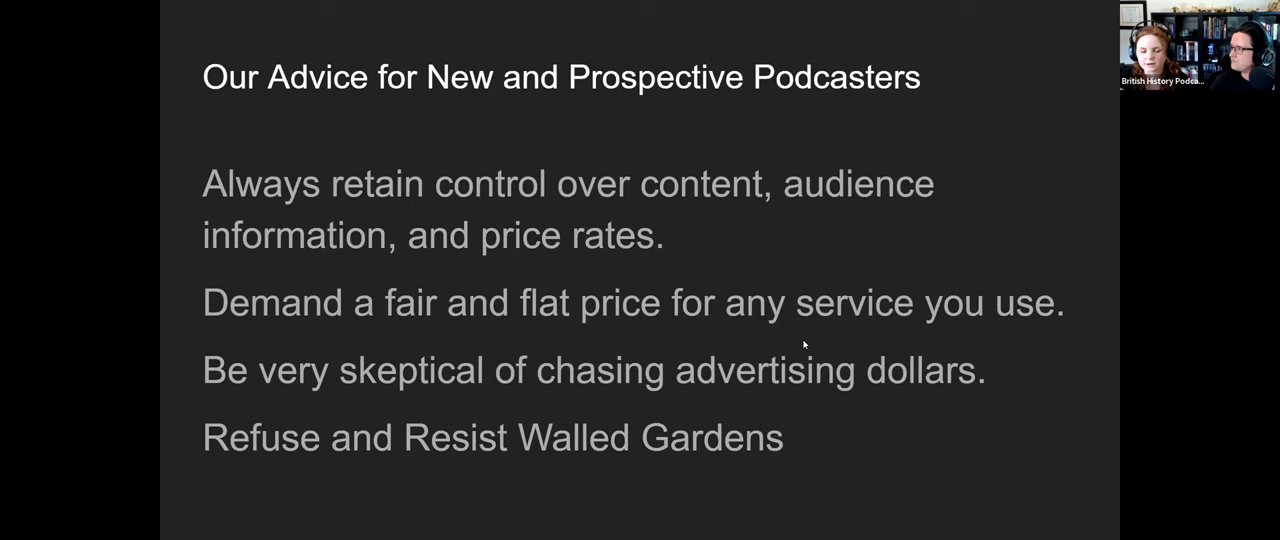 Our Advice for New and Prospective Podcasters
Always retain control over content, audience
information, and price rates.
Demand a fair and flat price for any service you use.
Be very skeptical of chasing advertising dollars.
Refuse and Resist Walled Gardens
British History Podca...